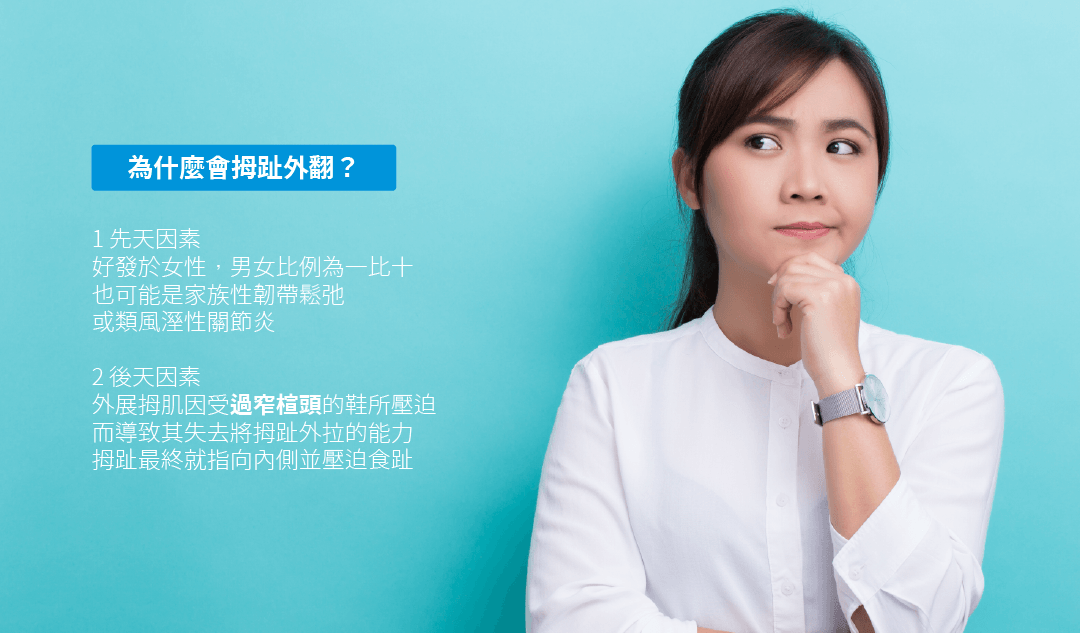 為什麼會拇趾外翻？
1 先天因素
好發於女性，男女比例為一比十
也可能是家族性韌帶鬆弛
或類風溼性關節炎
2 後天因素
外展拇肌因受過窄楦頭的鞋所壓迫
而導致其失去將拇趾外拉的能力
拇趾最終就指向內側並壓迫食趾